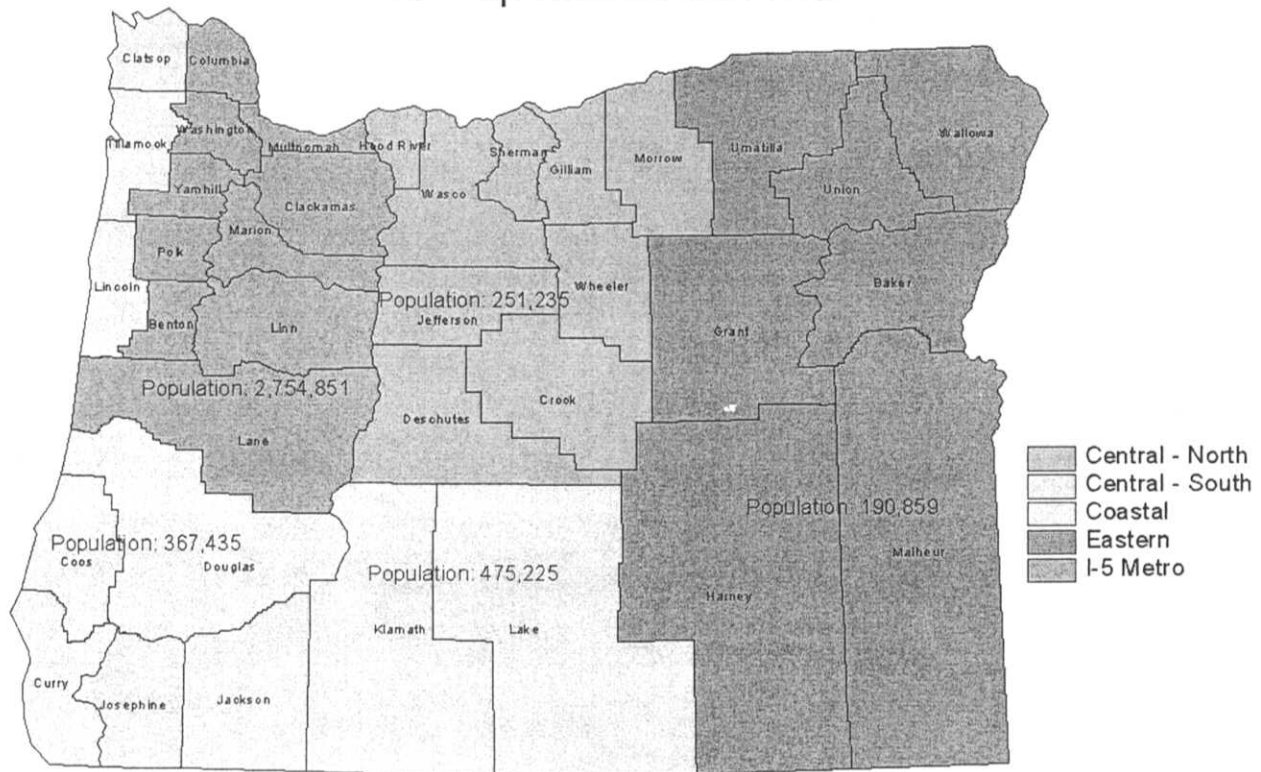 Clatsop
Columbia
Tillamook
Washington
Multnomah
Hood River
Sherman
Gilliam
Morrow
Umatilla
Wallowa
Union
Yamhill
Clackamas
Wasco
Marion
Polk
Lincoln
Benton
Linn
Population: 251,235
Jefferson
Wheeler
Grant
Baker
Population: 2,754,851
Lane
Deschutes
Crook
Population: 190,859
Malheur
Harney
Population: 367,435
Coos
Douglas
Population: 475,225
Klamath
Lake
Curry
Josephine
Jackson
Central - North
Central - South
Coastal
Eastern
I-5 Metro